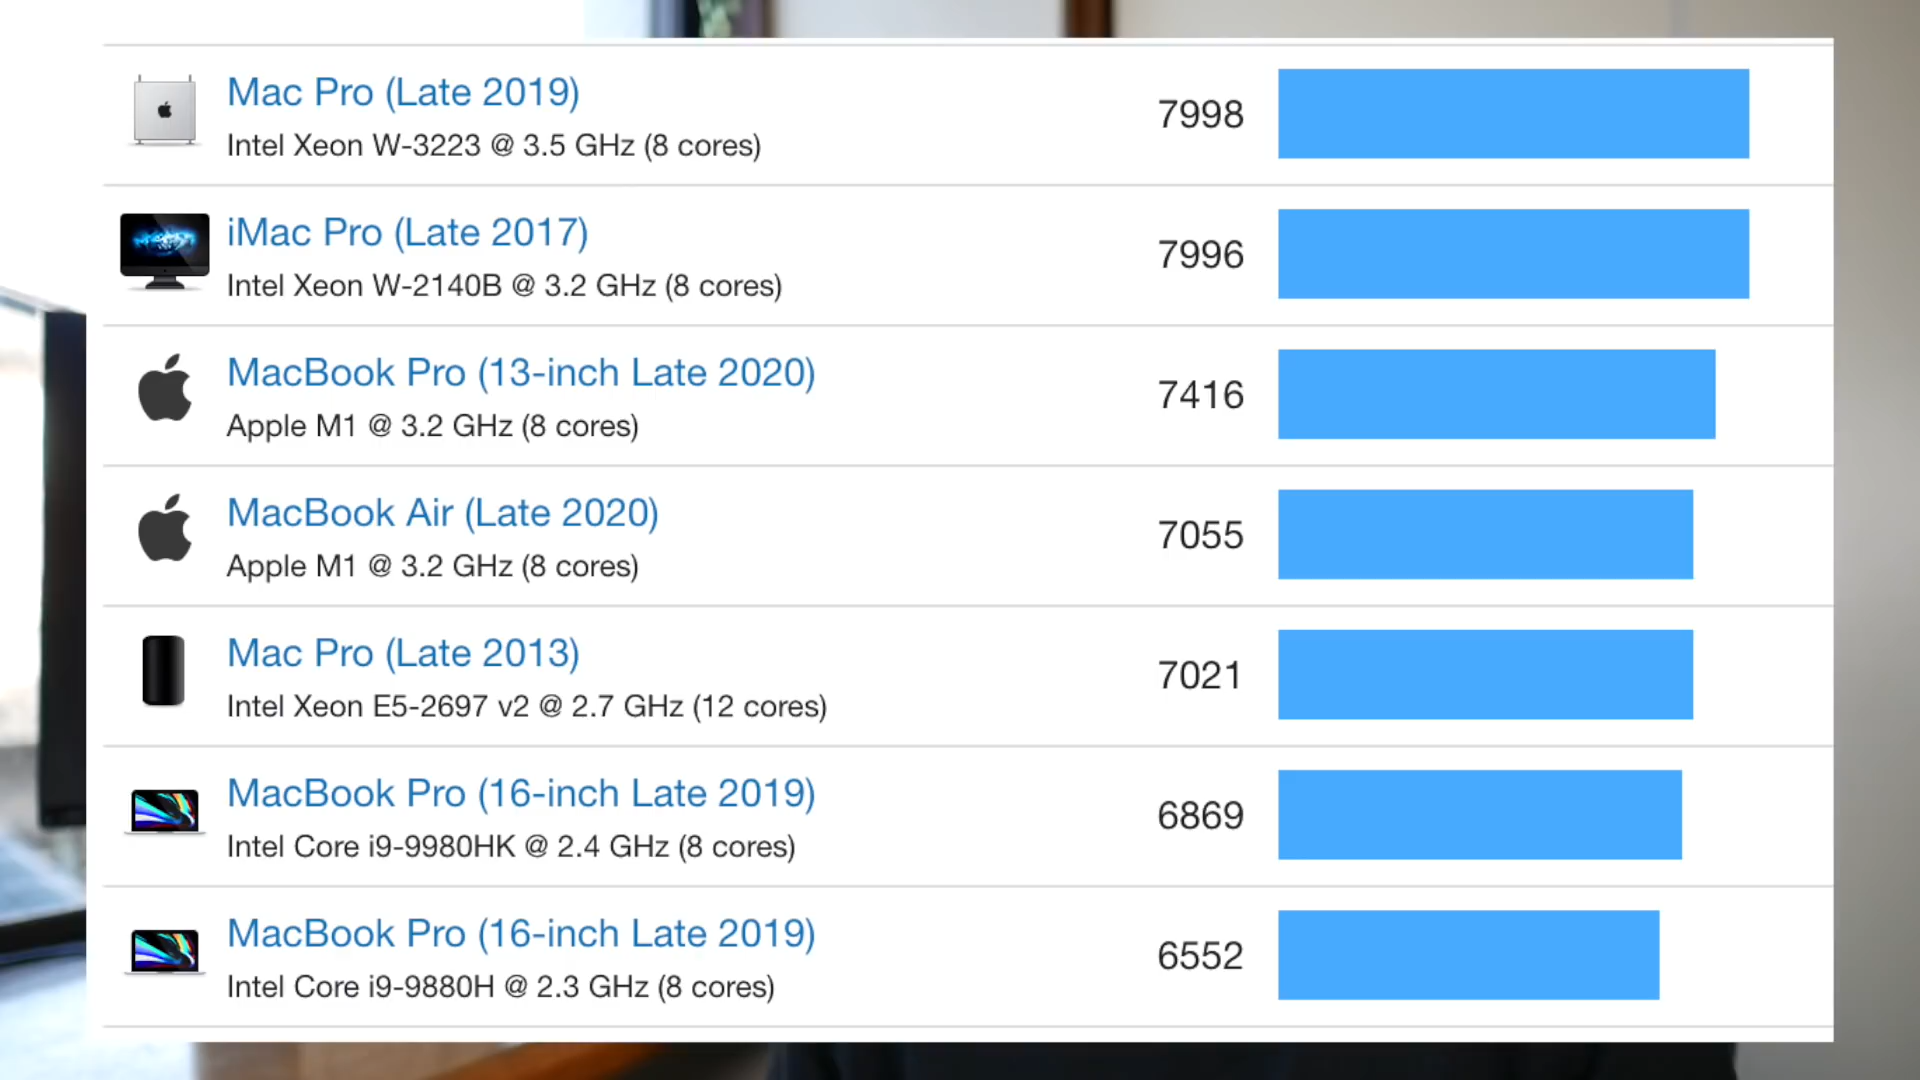 Mac Pro (Late 2019)
Intel Xeon W-3223 @ 3.5 GHz (8 cores)
7998
iMac Pro (Late 2017)
Intel Xeon W-2140B @ 3.2 GHz (8 cores)
7996
MacBook Pro (13-inch Late 2020)
Apple M1 @ 3.2 GHz (8 cores)
7416
MacBook Air (Late 2020)
Apple M1 @ 3.2 GHz (8 cores)
7055
Mac Pro (Late 2013)
Intel Xeon E5-2697 v2 @ 2.7 GHz (12 cores)
7021
MacBook Pro (16-inch Late 2019)
Intel Core i9-9980HK @ 2.4 GHz (8 cores)
6869
MacBook Pro (16-inch Late 2019)
Intel Core i9-9880H @ 2.3 GHz (8 cores)
6552